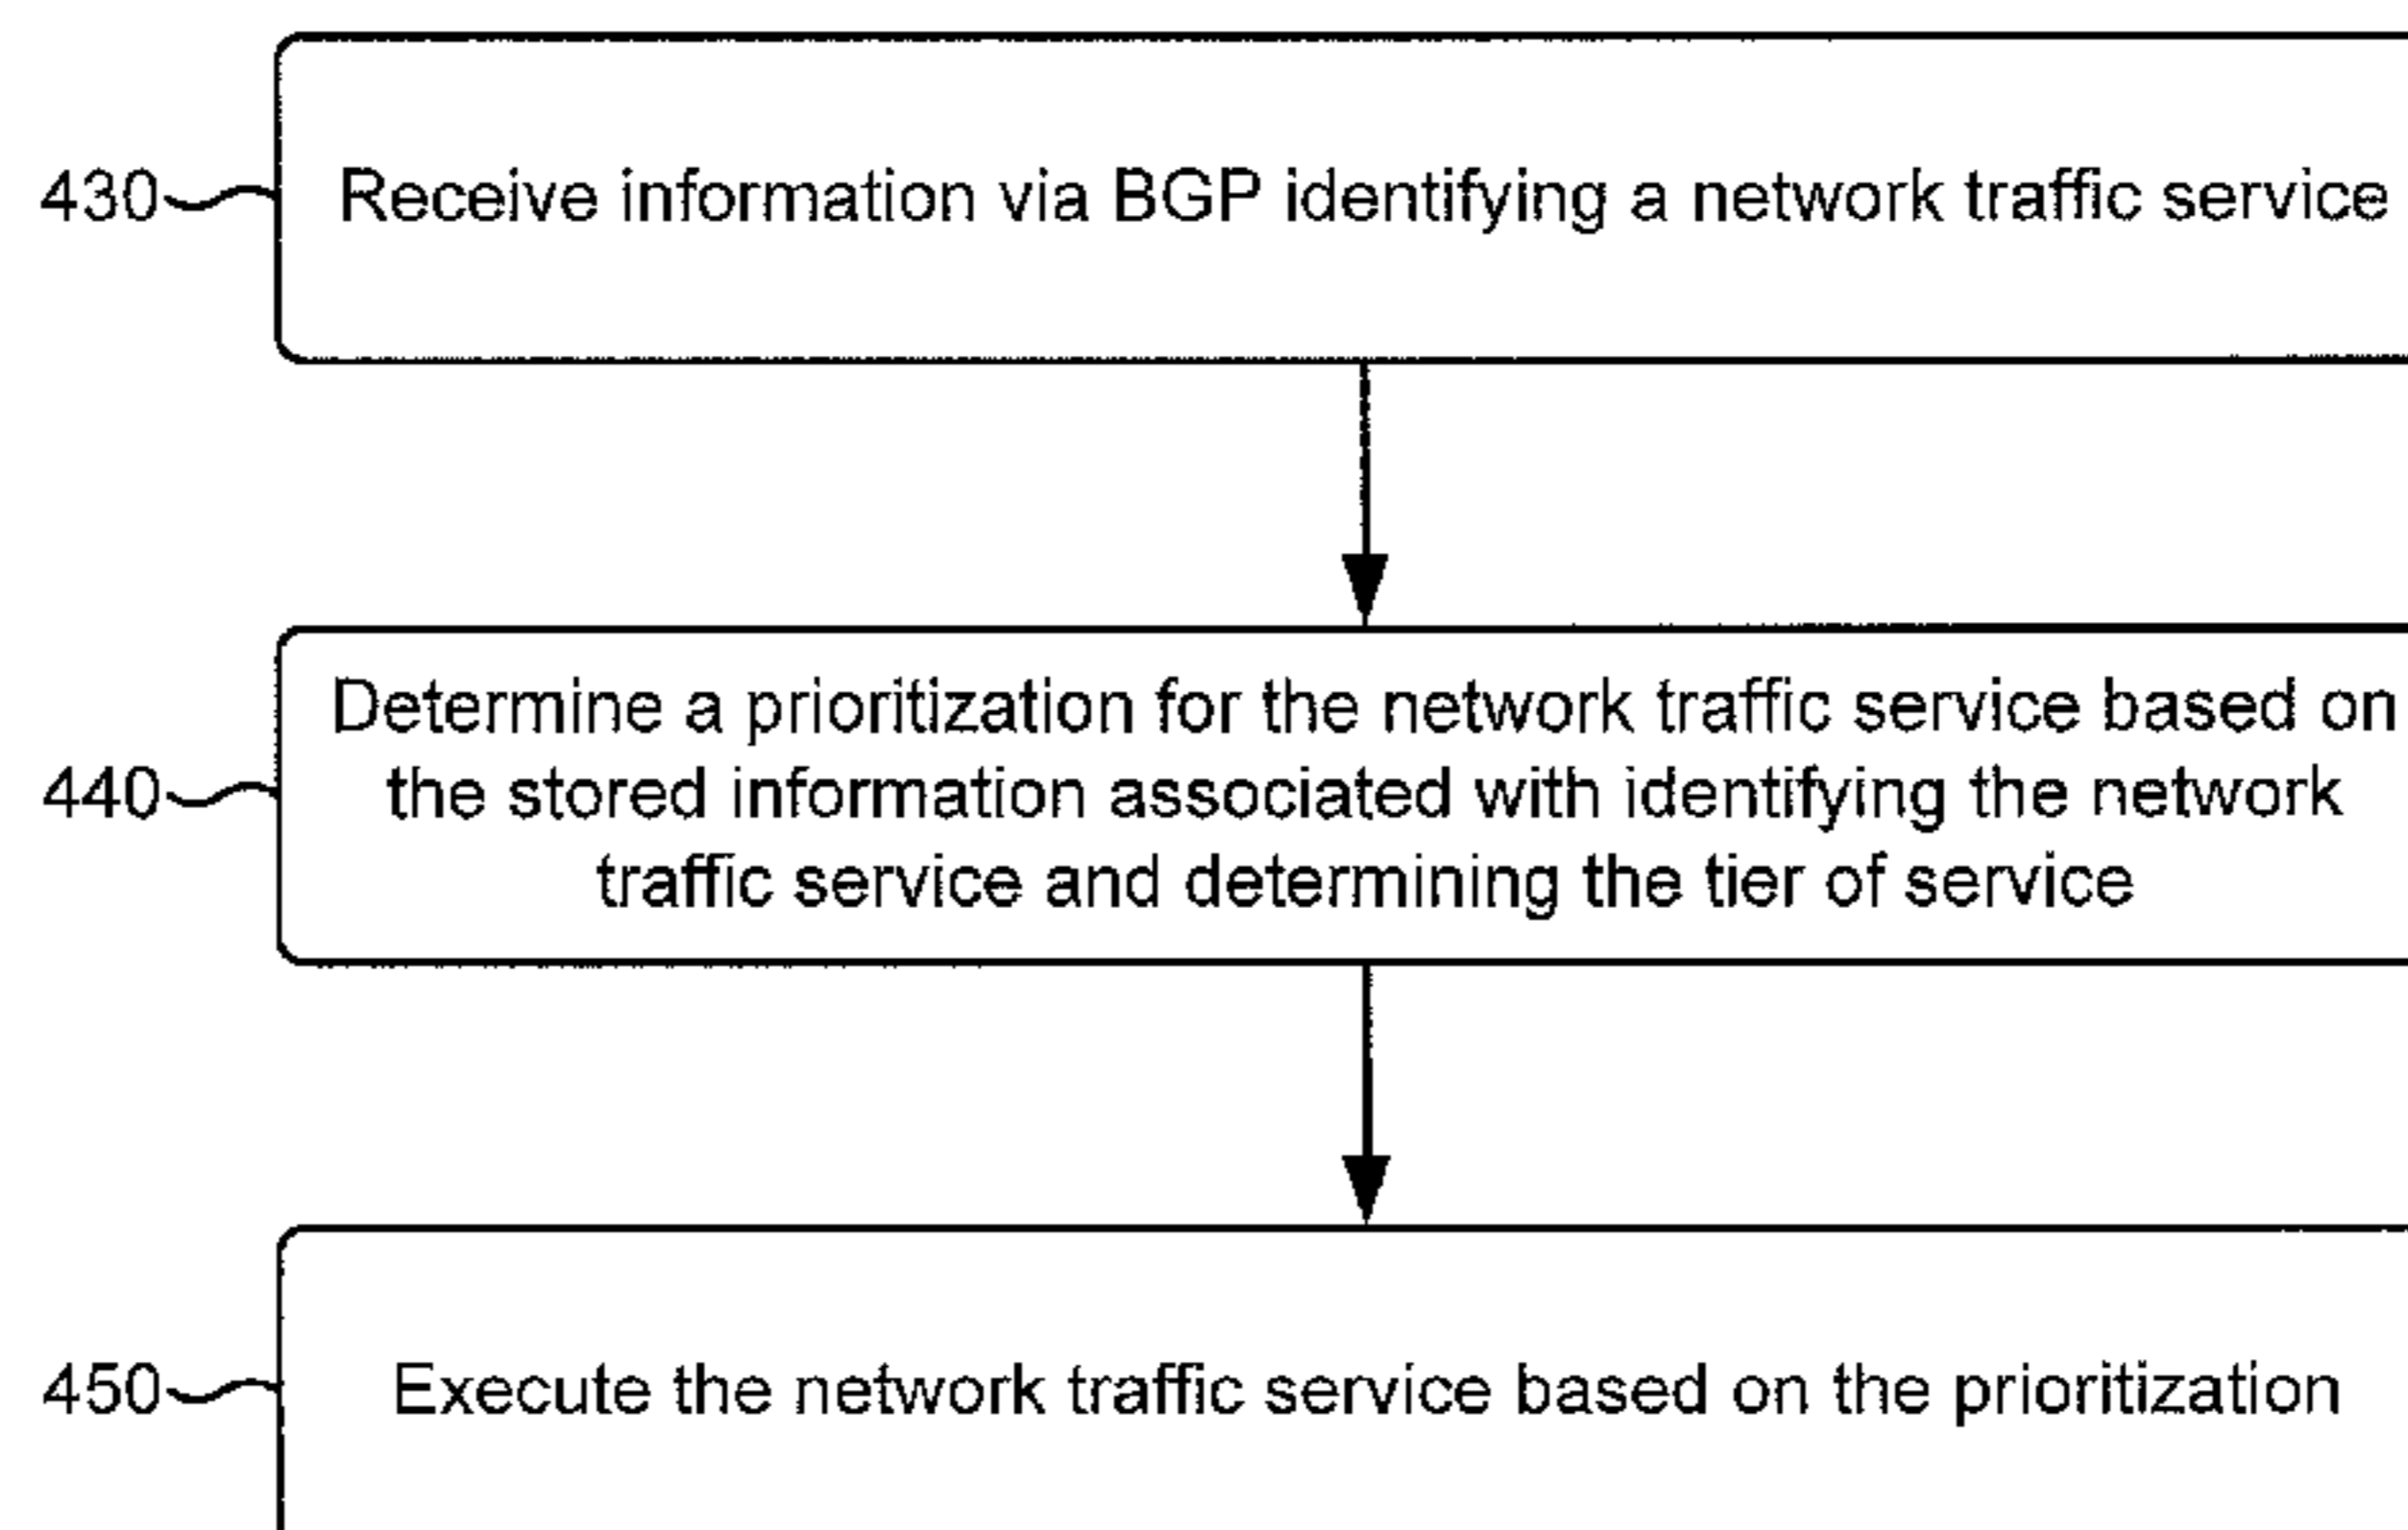 430
Receive information via BGP identifying a network traffic service
440
Determine a prioritization for the network traffic service based on
the stored information associated with identifying the network
traffic service and determining the tier of service
450
Execute the network traffic service based on the prioritization